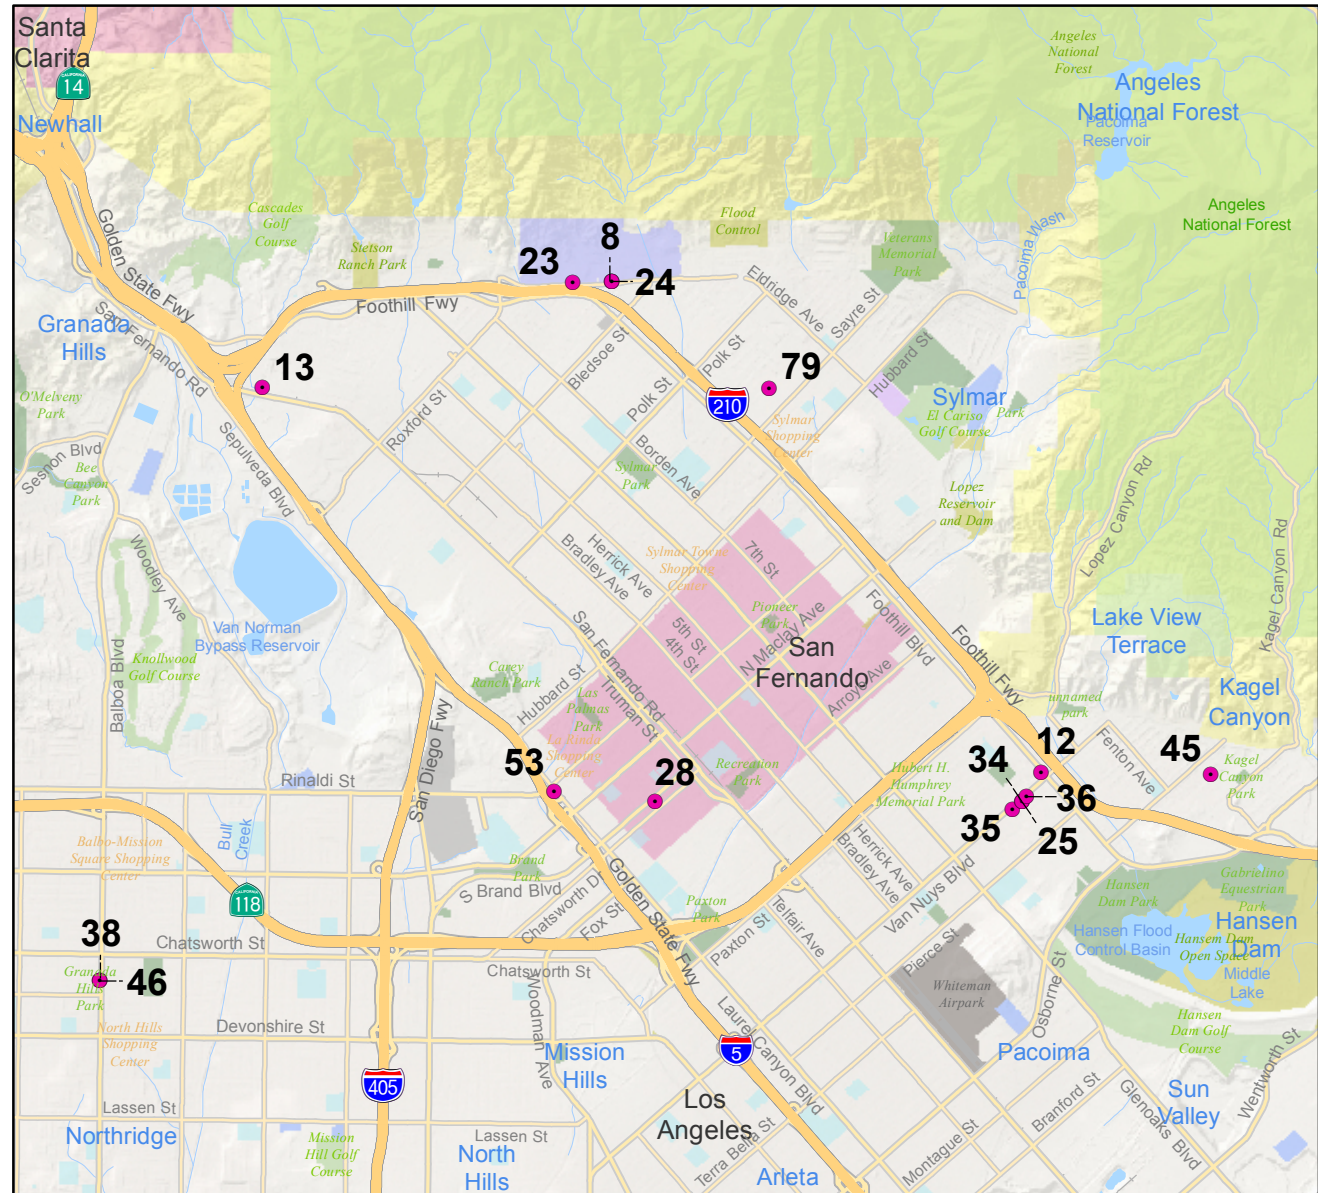 Santa
Clarita
CALIFORNIA
14
Newhall
Angeles
National
Forest
Angeles
National Forest
Pacoima
Reservoir
Angeles
National Forest
Golden State Fwy
Cascades
Golf
Course
Stetson
Ranch Park
Flood
Control
Veterans
Memorial
Park
Pacoima Wash
23
8
24
Foothill Fwy
Eldridge Ave
Sayre St
Granada
Hills
San Fernando Rd
13
Bledsoe St
Polk St
79
Hubbard St
210
O'Melveny
Park
Sylmar
El Cariso
Golf Course
Park
Roxford St
Polk St
Sylmar
Shopping
Center
Sesnon Blvd
Bee
Canyon
Park
Sepulveda Blvd
Borden Ave
Sylmar
Park
Lopez
Reservoir
and Dam
Lopez Canyon Rd
Kagel Canyon Rd
Woodley Ave
Herrick Ave
Bradley Ave
Sylmar Towne
Shopping
Center
7th St
Pioneer
Park
Foothill Blvd
Van Norman
Bypass Reservoir
San Fernando Rd
5th St
4th St
N Maclay Ave
San
Fernando
Foothill Fwy
Lake View
Terrace
Knollwood
Golf Course
Balboa Blvd
Carey
Ranch Park
Hubbard St
Las
Palmas
Park
Truman St
Arroyo Ave
unnamed
park
Kagel
Canyon
San Diego Fwy
La Rinda
Shopping
Center
53
28
Recreation
Park
Hubert H.
Humphrey
Memorial Park
34
12
Fenton Ave
45
Kagel
Canyon
Park
Rinaldi St
36
35
25
Bull
Creek
Balbo-Mission
Square Shopping
Center
Brand
Park
S Brand Blvd
Chatsworth Dr
Fox St
Golden State Fwy
Herrick Ave
Bradley Ave
Van Nuys Blvd
Hansen
Dam Park
Gabrielino
Equestrian
Park
CALIFORNIA
118
Paxton
Park
Paxton St
Telfair Ave
Pierce St
Hansen Flood
Control Basin
Hansen
Dam
Hansem Dam
Open Space
Middle
Lake
38
Chatsworth St
46
Granada
Hills
Park
Chatsworth St
Woodman Ave
Whiteman
Airpark
Osborne St
Hansen
Dam Golf
Course
North Hills
Shopping
Center
Devonshire St
Laurel Canyon Blvd
Mission
Hills
5
Pacoima
Wentworth St
405
Los
Angeles
Sun
Valley
Lassen St
Northridge
Mission
Hill Golf
Course
Lassen St
North
Hills
Terra Bella St
Arleta
Montague St
Branford St
Glenoaks Blvd